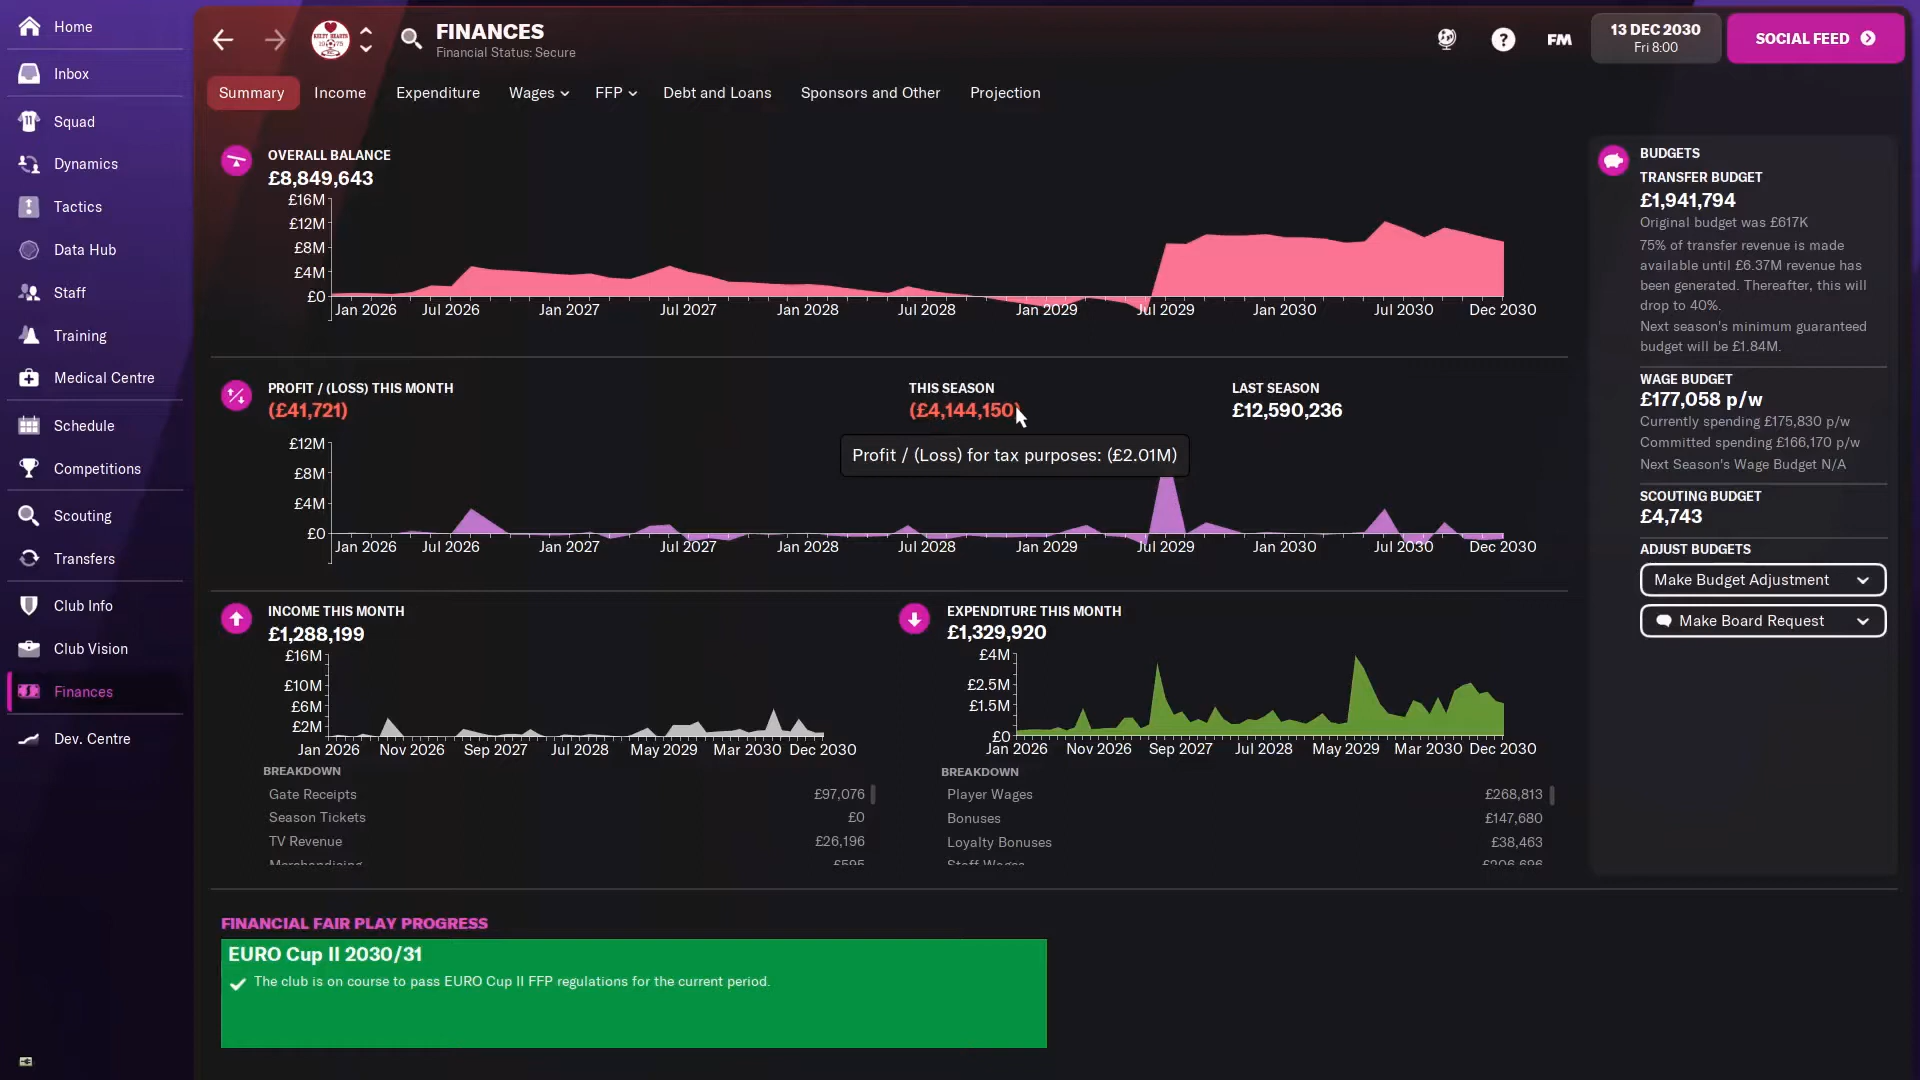 Home
Inbox
Squad
Dynamics
Tactics
Data Hub
Staff
Training
Medical Centre
Schedule
Competitions
Scouting
Transfers
Club Info
Club Vision
Finances
Dev. Centre
FINANCES
Financial Status: Secure
FM
13 DEC 2030
Fri 8:00
SOCIAL FEED
Summary Income Expenditure Wages FFP Debt and Loans Sponsors and Other Projection
OVERALL BALANCE
£8,849,643
£16M
£12M
£8M
£4M
£0
Jan 2026 Jul 2026 Jan 2027 Jul 2027 Jan 2028 Jul 2028 Jan 2029 Jul 2029 Jan 2030 Jul 2030 Dec 2030
PROFIT / (LOSS) THIS MONTH
(£41,721)
THIS SEASON
(£4,144,150)
LAST SEASON
£12,590,236
Profit / (Loss) for tax purposes: (£2.01M)
£12M
£8M
£4M
£0
Jan 2026 Jul 2026 Jan 2027 Jul 2027 Jan 2028 Jul 2028 Jan 2029 Jul 2029 Jan 2030 Jul 2030 Dec 2030
INCOME THIS MONTH
£1,288,199
£16M
£10M
£6M
£2M
Jan 2026 Nov 2026 Sep 2027 Jul 2028 May 2029 Mar 2030 Dec 2030
BREAKDOWN
Gate Receipts £97,076
Season Tickets £0
TV Revenue £26,196
Merchandising £595
EXPENDITURE THIS MONTH
£1,329,920
£4M
£2.5M
£1.5M
£0
Jan 2026 Nov 2026 Sep 2027 Jul 2028 May 2029 Mar 2030 Dec 2030
BREAKDOWN
Player Wages £268,813
Bonuses £147,680
Loyalty Bonuses £38,463
Staff Wages £206,696
BUDGETS
TRANSFER BUDGET
£1,941,794
Original budget was £617K
75% of transfer revenue is made
available until £6.37M revenue has
been generated. Thereafter, this will
drop to 40%.
Next season's minimum guaranteed
budget will be £1.84M.
WAGE BUDGET
£177,058 p/w
Currently spending £175,830 p/w
Committed spending £166,170 p/w
Next Season's Wage Budget N/A
SCOUTING BUDGET
£4,743
ADJUST BUDGETS
Make Budget Adjustment
Make Board Request
FINANCIAL FAIR PLAY PROGRESS
EURO Cup II 2030/31
The club is on course to pass EURO Cup II FFP regulations for the current period.